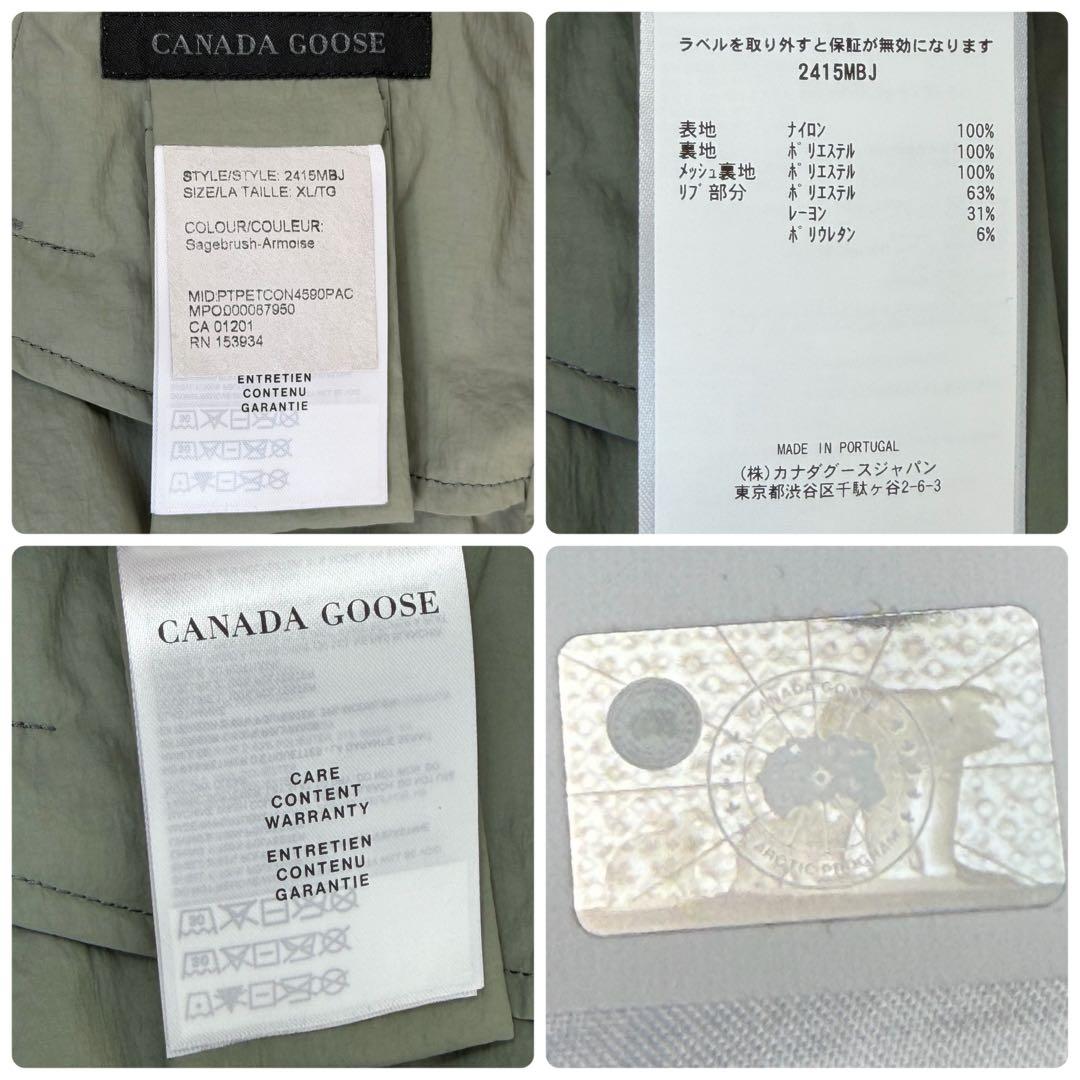 CANADA GOOSE
STYLE/STYLE: 2415MBJ
SIZE/LA TAILLE: XL/TG
COLOUR/COULEUR:
Sagebrush-Armoise
MID:PTPETCON4590PAC
MPO000087950
CA 01201
RN 153934
ENTRETIEN
CONTENU
GARANTIE
ラベルを取り外すと保証が無効になります
2415MBJ
表地 ナイロン 100%
裏地 ポリエステル 100%
メッシュ裏地 ポリエステル 100%
リブ部分 ポリエステル 63%
レーヨン 31%
ポリウレタン 6%
MADE IN PORTUGAL
(株)カナダグースジャパン
東京都渋谷区千駄ヶ谷2-6-3
CANADA GOOSE
CARE
CONTENT
WARRANTY
ENTRETIEN
CONTENU
GARANTIE
CANADA GOOSE
ARCTIC PROGRAM